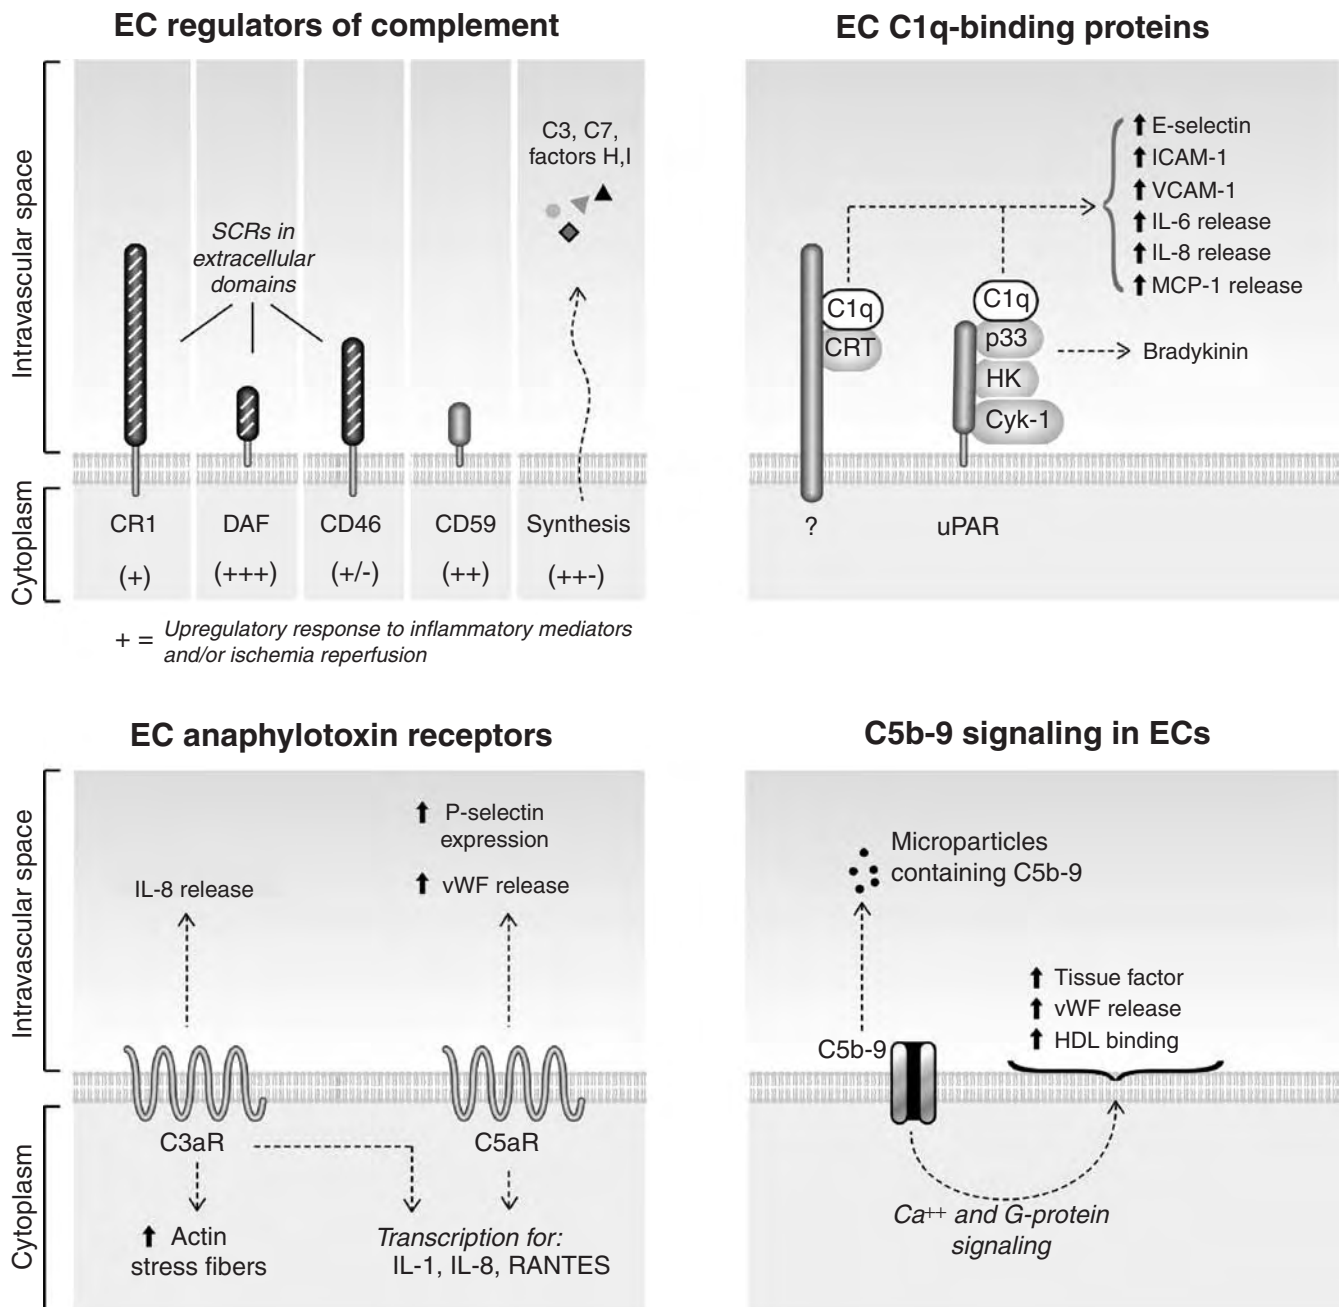 EC regulators of complement
Intravascular space
Cytoplasm
C3, C7,
factors H,I
SCRs in
extracellular
domains
CR1
DAF
CD46
CD59
Synthesis
(+)
(+++)
(+/-)
(++)
(++-)
+ = Upregulatory response to inflammatory mediators
and/or ischemia reperfusion
EC C1q-binding proteins
E-selectin
ICAM-1
VCAM-1
IL-6 release
IL-8 release
MCP-1 release
C1q
CRT
C1q
p33
HK
Cyk-1
Bradykinin
?
uPAR
EC anaphylotoxin receptors
Intravascular space
Cytoplasm
P-selectin
expression
IL-8 release
vWF release
C3aR
C5aR
Actin
stress fibers
Transcription for:
IL-1, IL-8, RANTES
C5b-9 signaling in ECs
Microparticles
containing C5b-9
Tissue factor
vWF release
HDL binding
C5b-9
Ca++ and G-protein
signaling